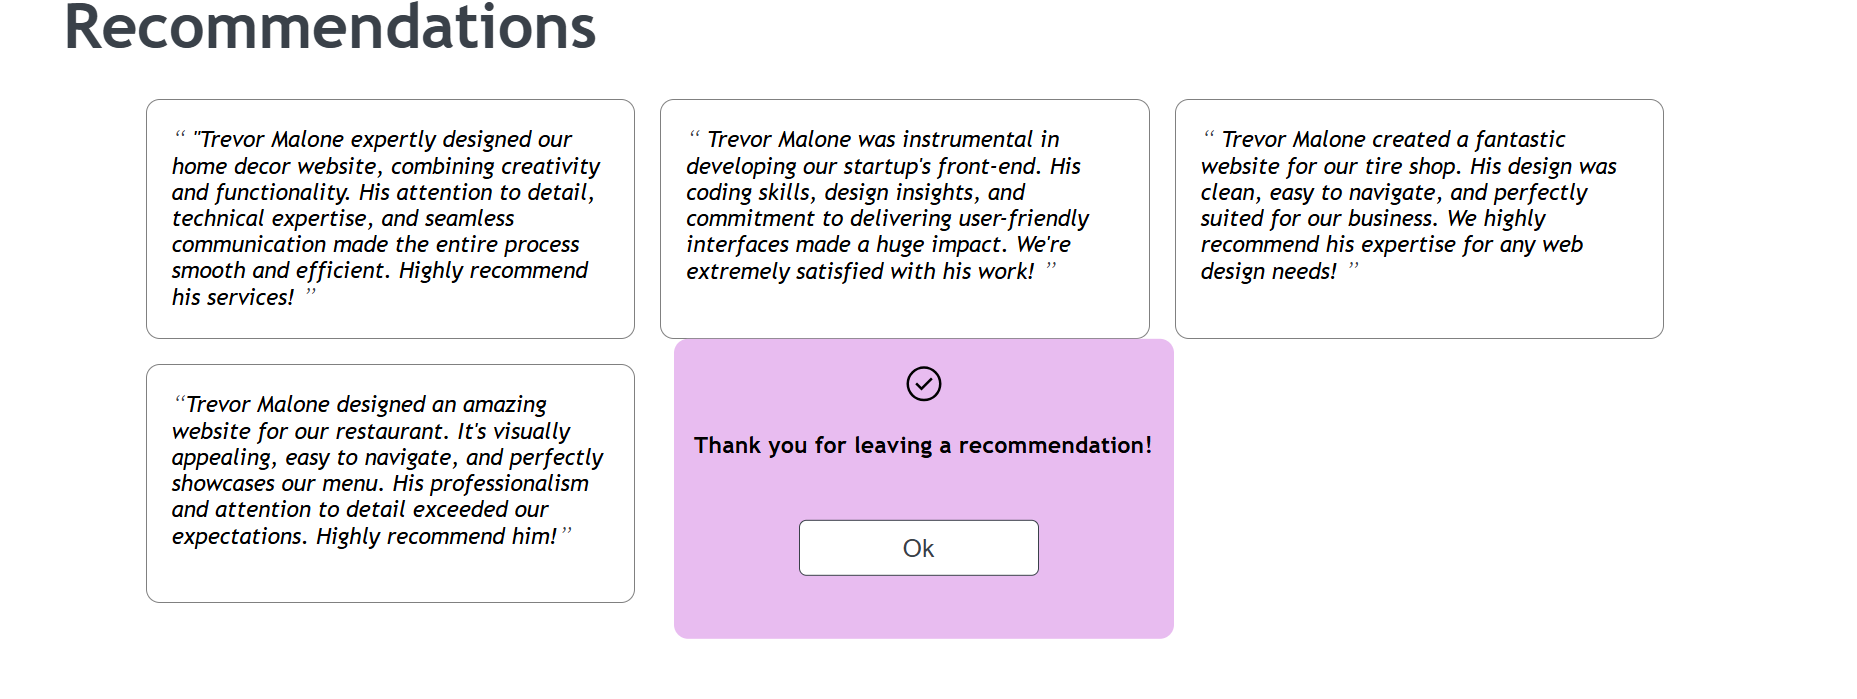 Recommendations
“ "Trevor Malone expertly designed our
home decor website, combining creativity
and functionality. His attention to detail,
technical expertise, and seamless
communication made the entire process
smooth and efficient. Highly recommend
his services! ”
“ Trevor Malone was instrumental in
developing our startup's front-end. His
coding skills, design insights, and
commitment to delivering user-friendly
interfaces made a huge impact. We're
extremely satisfied with his work! ”
“ Trevor Malone created a fantastic
website for our tire shop. His design was
clean, easy to navigate, and perfectly
suited for our business. We highly
recommend his expertise for any web
design needs! ”
“Trevor Malone designed an amazing
website for our restaurant. It's visually
appealing, easy to navigate, and perfectly
showcases our menu. His professionalism
and attention to detail exceeded our
expectations. Highly recommend him!”
Thank you for leaving a recommendation!
Ok